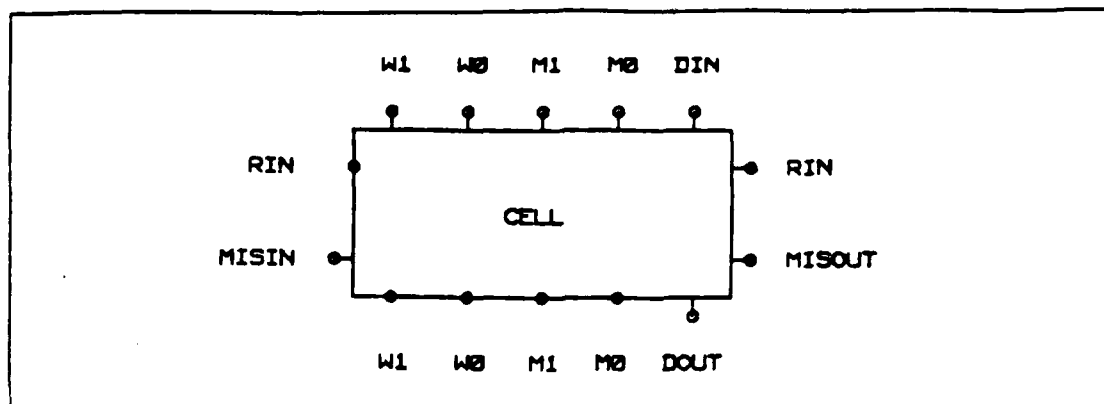 W1 W0 M1 M0 DIN
RIN RIN
CELL
MISIN MISOUT
W1 W0 M1 M0 DOUT